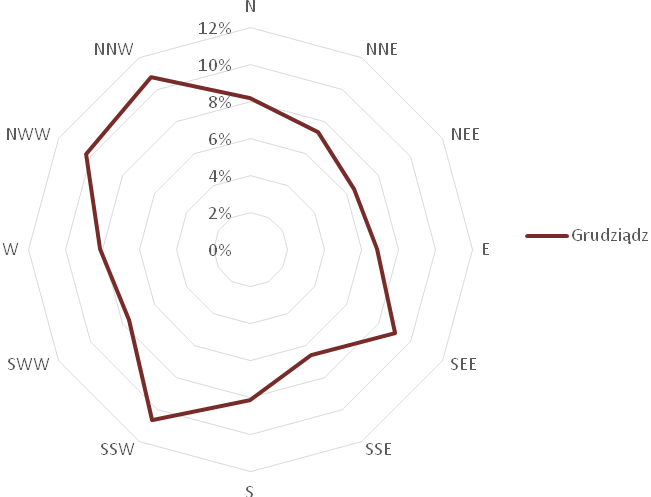 N
12%
NNW
NNE
10%
8%
NWW
NEE
6%
4%
2%
W
0%
E
Grudziądz
SWW
SEE
SSW
SSE
S